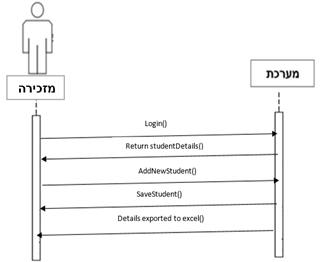 מזכירה
מערכת
Login()
Return studentDetails()
AddNewStudent()
SaveStudent()
Details exported to excel()